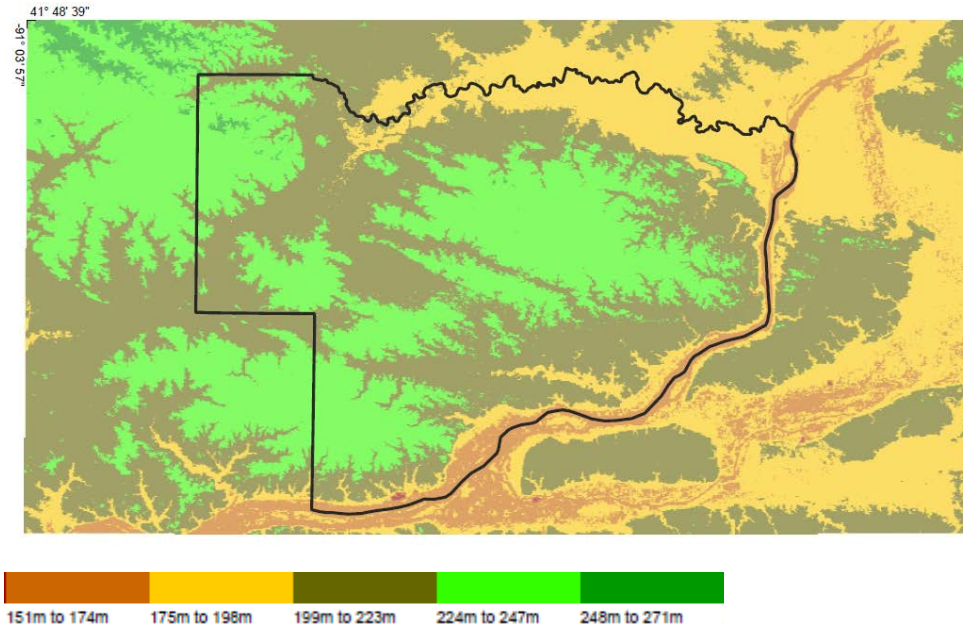 41° 48' 39"
-91° 03' 57"
151m to 174m
175m to 198m
199m to 223m
224m to 247m
248m to 271m